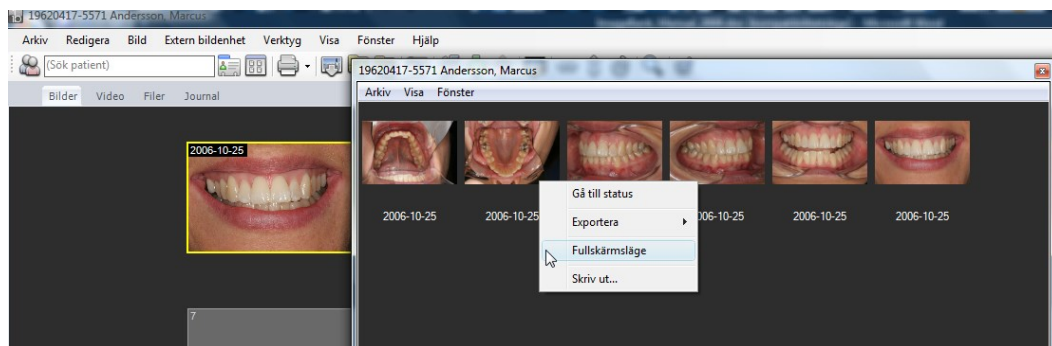 19620417-5571 Andersson, Marcus
Arkiv Redigera Bild Extern bildenhet Verktyg Visa Fönster Hjälp
(Sök patient)
Bilder Video Filer Journal
2006-10-25
7
19620417-5571 Andersson, Marcus
Arkiv Visa Fönster
2006-10-25 2006-10-25 006-10-25 2006-10-25 2006-10-25
Gå till status
Exportera
Fullskärmsläge
Skriv ut...